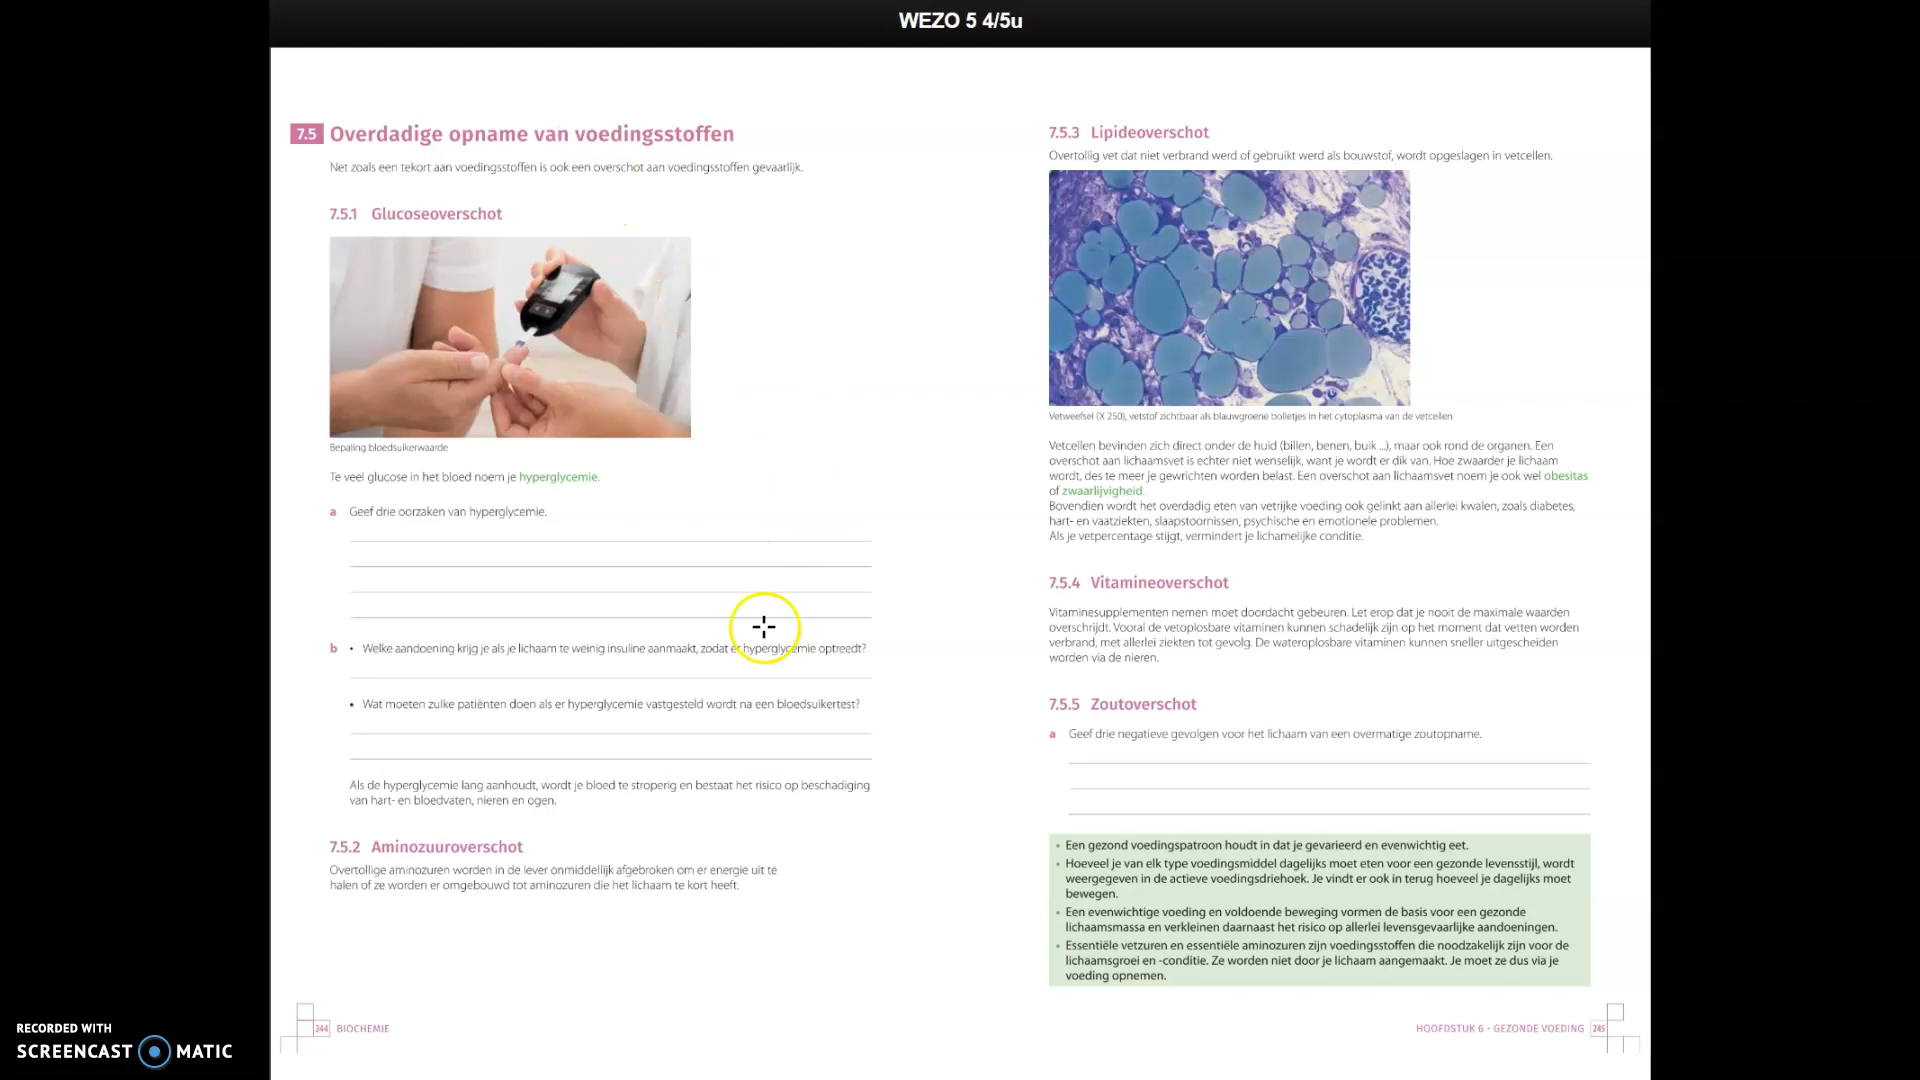 WEZO 5 4/5u
7.5 Overdadige opname van voedingsstoffen
Net zoals een tekort aan voedingsstoffen is ook een overschot aan voedingsstoffen gevaarlijk.
7.5.1 Glucoseoverschot
Bepaling bloedsuikerwaarde
Te veel glucose in het bloed noem je hyperglycemie.
a Geef drie oorzaken van hyperglycemie.
b • Welke aandoening krijg je als je lichaam te weinig insuline aanmaakt, zodat er hyperglycemie optreedt?
• Wat moeten zulke patiënten doen als er hyperglycemie vastgesteld wordt na een bloedsuikertest?
Als de hyperglycemie lang aanhoudt, wordt je bloed te stroperig en bestaat het risico op beschadiging
van hart- en bloedvaten, nieren en ogen.
7.5.2 Aminozuuroverschot
Overtollige aminozuren worden in de lever onmiddellijk afgebroken om er energie uit te
halen of ze worden er omgebouwd tot aminozuren die het lichaam te kort heeft.
244 BIOCHEMIE
7.5.3 Lipideoverschot
Overtollig vet dat niet verbrand werd of gebruikt werd als bouwstof, wordt opgeslagen in vetcellen.
Vetweefsel (X 250), vetstof zichtbaar als blauwgroene bolletjes in het cytoplasma van de vetcellen
Vetcellen bevinden zich direct onder de huid (billen, benen, buik ...), maar ook rond de organen. Een
overschot aan lichaamsvet is echter niet wenselijk, want je wordt er dik van. Hoe zwaarder je lichaam
wordt, des te meer je gewrichten worden belast. Een overschot aan lichaamsvet noem je ook wel obesitas
of zwaarlijvigheid.
Bovendien wordt het overdadig eten van vetrijke voeding ook gelinkt aan allerlei kwalen, zoals diabetes,
hart- en vaatziekten, slaapstoornissen, psychische en emotionele problemen.
Als je vetpercentage stijgt, vermindert je lichamelijke conditie.
7.5.4 Vitamineoverschot
Vitaminesupplementen nemen moet doordacht gebeuren. Let erop dat je nooit de maximale waarden
overschrijdt. Vooral de vetoplosbare vitaminen kunnen schadelijk zijn op het moment dat vetten worden
verbrand, met allerlei ziekten tot gevolg. De wateroplosbare vitaminen kunnen sneller uitgescheiden
worden via de nieren.
7.5.5 Zoutoverschot
a Geef drie negatieve gevolgen voor het lichaam van een overmatige zoutopname.
• Een gezond voedingspatroon houdt in dat je gevarieerd en evenwichtig eet.
• Hoeveel je van elk type voedingsmiddel dagelijks moet eten voor een gezonde levensstijl, wordt
weergegeven in de actieve voedingsdriehoek. Je vindt er ook in terug hoeveel je dagelijks moet
bewegen.
• Een evenwichtige voeding en voldoende beweging vormen de basis voor een gezonde
lichaamsmassa en verkleinen daarnaast het risico op allerlei levensgevaarlijke aandoeningen.
• Essentiële vetzuren en essentiële aminozuren zijn voedingsstoffen die noodzakelijk zijn voor de
lichaamsgroei en -conditie. Ze worden niet door je lichaam aangemaakt. Je moet ze dus via je
voeding opnemen.
HOOFDSTUK 6 - GEZONDE VOEDING 245
RECORDED WITH
SCREENCAST MATIC